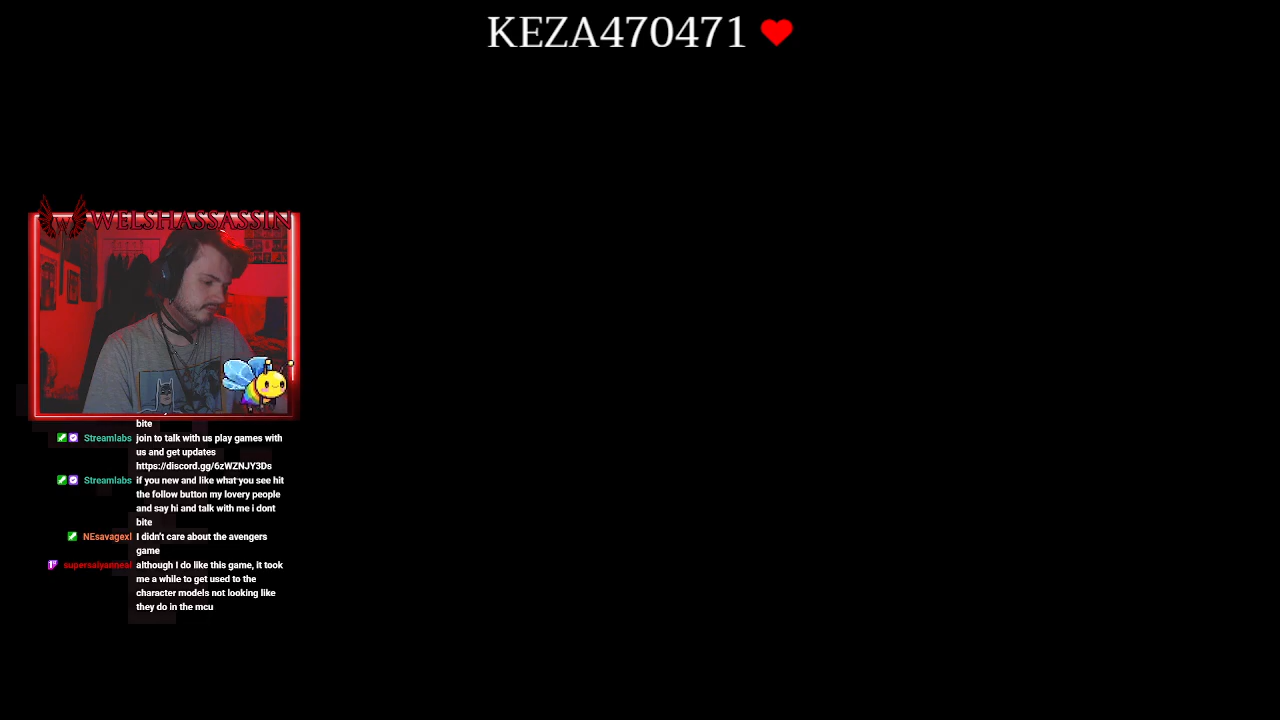 KEZA470471
WELSHASSASSIN
bite
Streamlabs join to talk with us play games with
us and get updates
https://discord.gg/6zWZNJY3Ds
Streamlabs if you new and like what you see hit
the follow button my lovery people
and say hi and talk with me i dont
bite
NEsavagexl I didn't care about the avengers
game
supersaiyanneal although I do like this game, it took
me a while to get used to the
character models not looking like
they do in the mcu